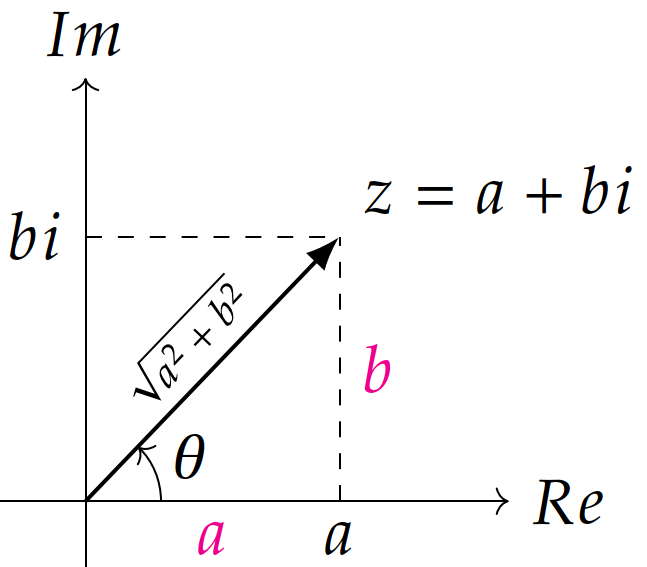 Im
z = a + bi
bi
√a² + b²
b
θ
Re
a
a